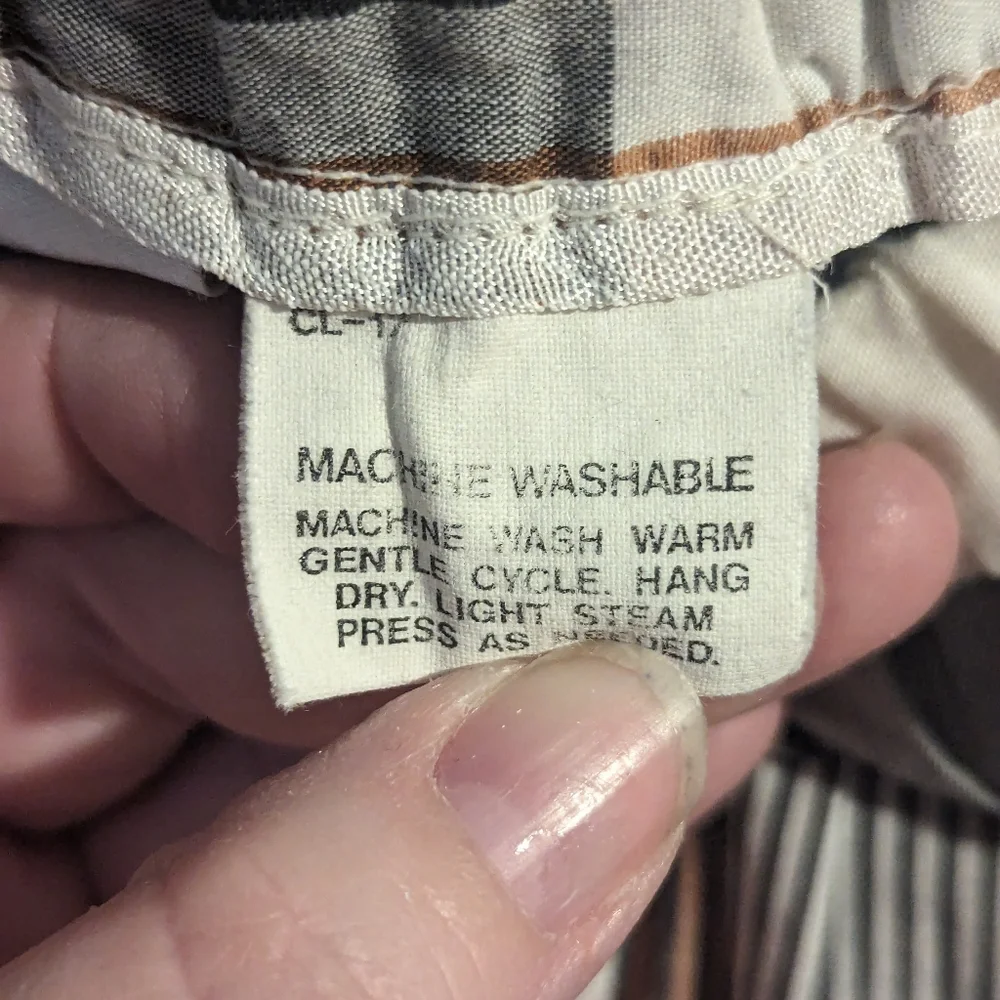 MACHINE WASHABLE
MACHINE WASH WARM
GENTLE CYCLE. HANG
DRY. LIGHT STEAM
PRESS AS NEEDED.